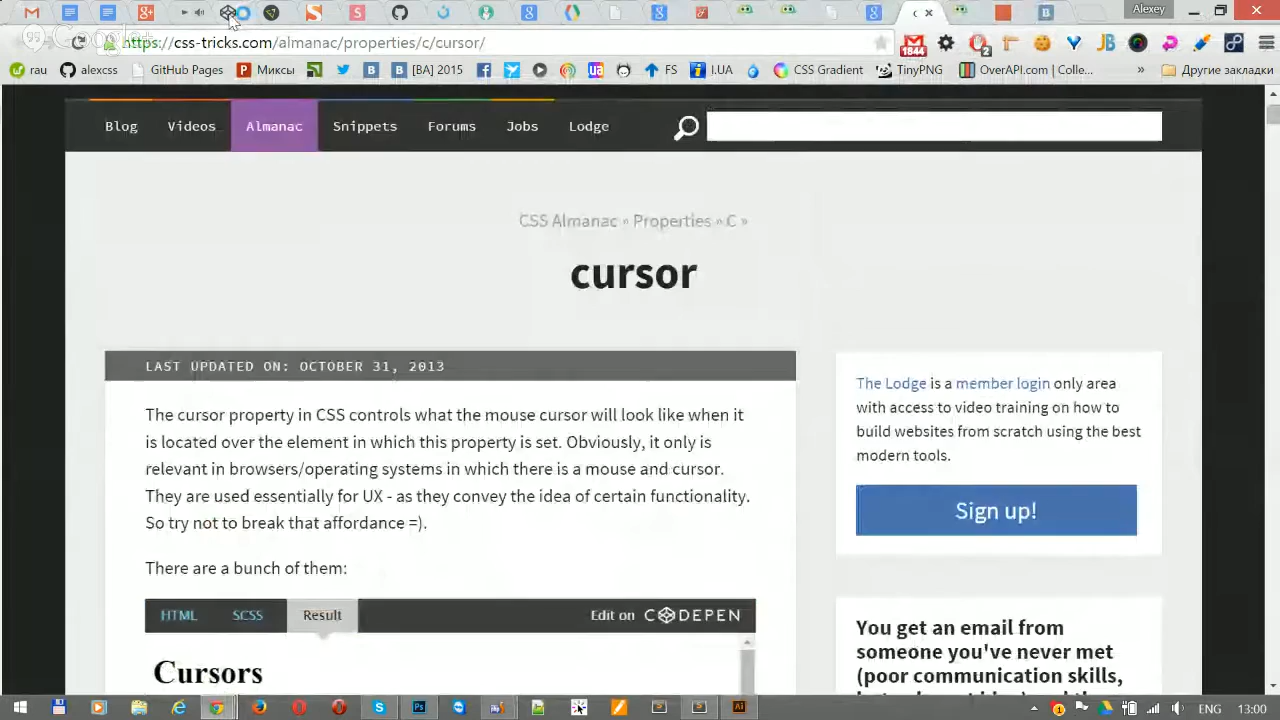 Alexey
https://css-tricks.com/almanac/properties/c/cursor/
1844
2
rau
alexcss
GitHub Pages
Миксы
[BA] 2015
FS
I.UA
CSS Gradient
TinyPNG
OverAPI.com | Colle...
»
Другие закладки
Blog
Videos
Almanac
Snippets
Forums
Jobs
Lodge
CSS Almanac » Properties » C »
cursor
LAST UPDATED ON: OCTOBER 31, 2013
The cursor property in CSS controls what the mouse cursor will look like when it
is located over the element in which this property is set. Obviously, it only is
relevant in browsers/operating systems in which there is a mouse and cursor.
They are used essentially for UX - as they convey the idea of certain functionality.
So try not to break that affordance =).
There are a bunch of them:
HTML
SCSS
Result
Edit on CODEPEN
Cursors
The Lodge is a member login only area
with access to video training on how to
build websites from scratch using the best
modern tools.
Sign up!
You get an email from
someone you've never met
(poor communication skills,
ENG
13:00